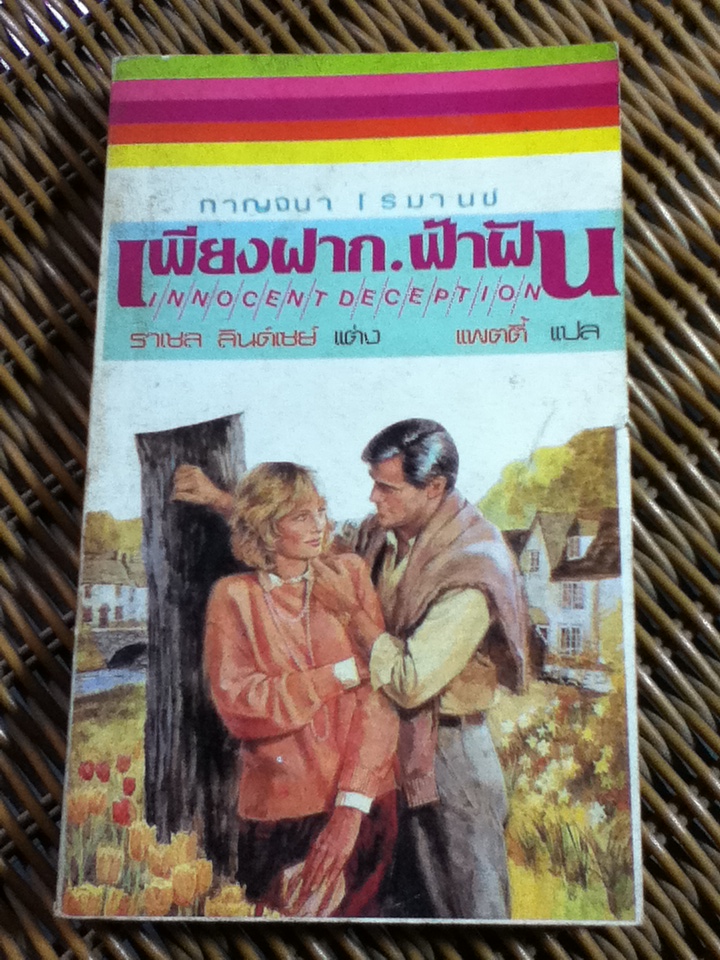 กาญจนา โรมานซ์
เพียงฝาก.ฟ้าฝัน
INNOCENT DECEPTION
ราเชล ลินด์เซย์ แต่ง แพตตี้ แปล